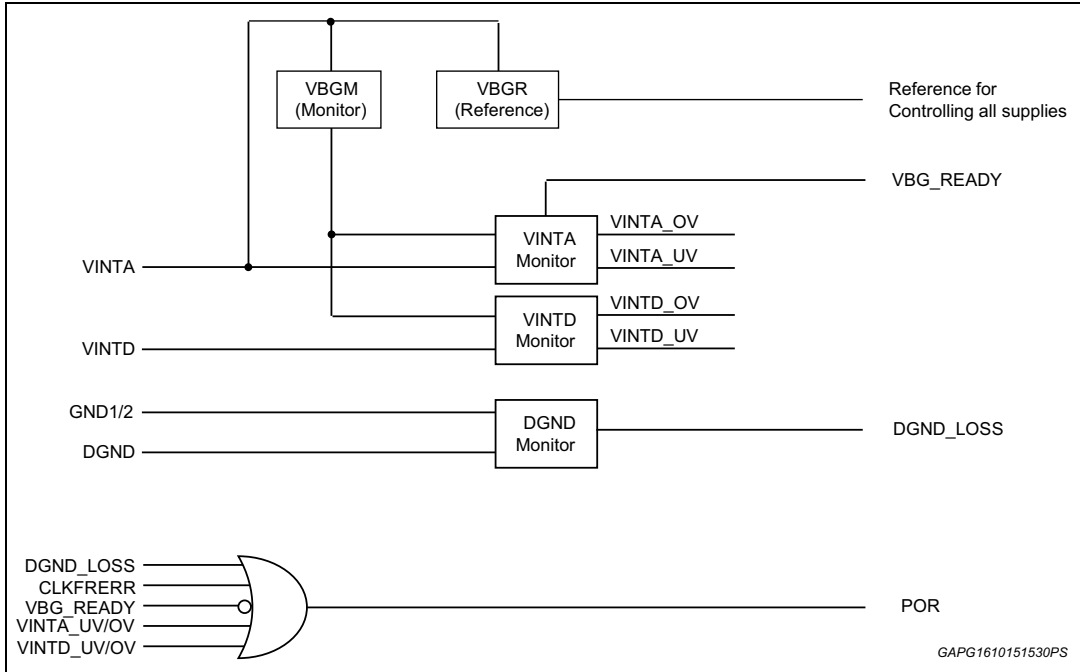 VBGM
(Monitor)
VBGR
(Reference)
Reference for
Controlling all supplies
VBG_READY
VINTA
Monitor
VINTA_OV
VINTA_UV
VINTA
VINTD
Monitor
VINTD_OV
VINTD_UV
VINTD
GND1/2
DGND
DGND
Monitor
DGND_LOSS
DGND_LOSS
CLKFRERR
VBG_READY
VINTA_UV/OV
VINTD_UV/OV
POR
GAPG1610151530PS